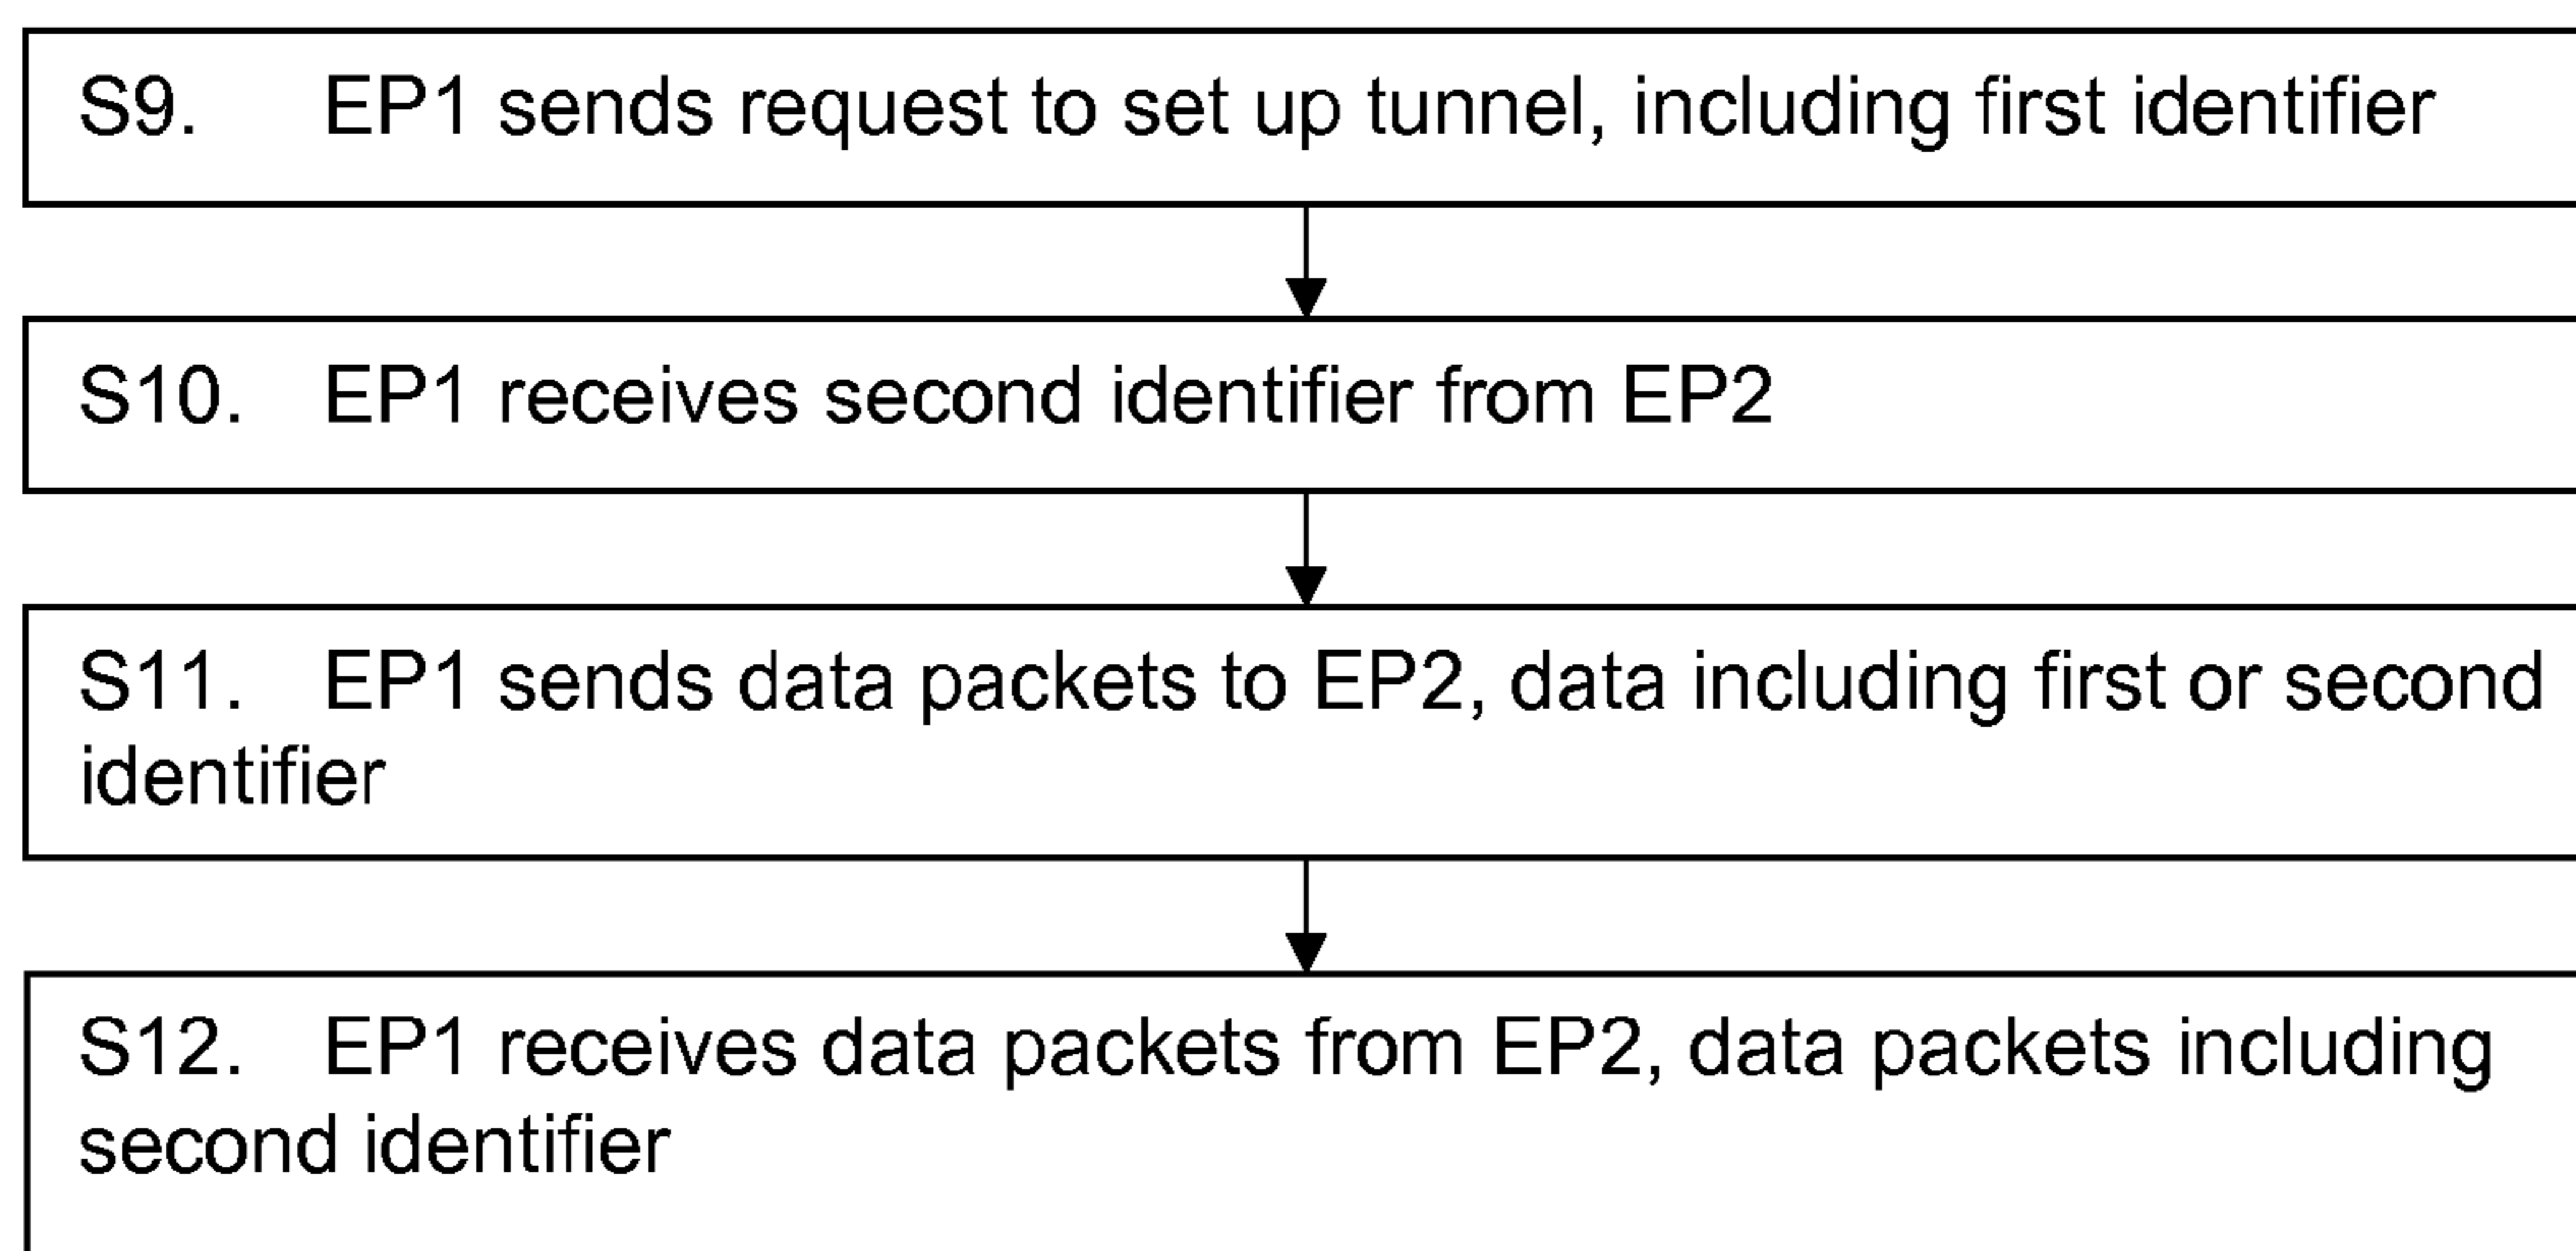 S9. EP1 sends request to set up tunnel, including first identifier
S10. EP1 receives second identifier from EP2
S11. EP1 sends data packets to EP2, data including first or second
identifier
S12. EP1 receives data packets from EP2, data packets including
second identifier